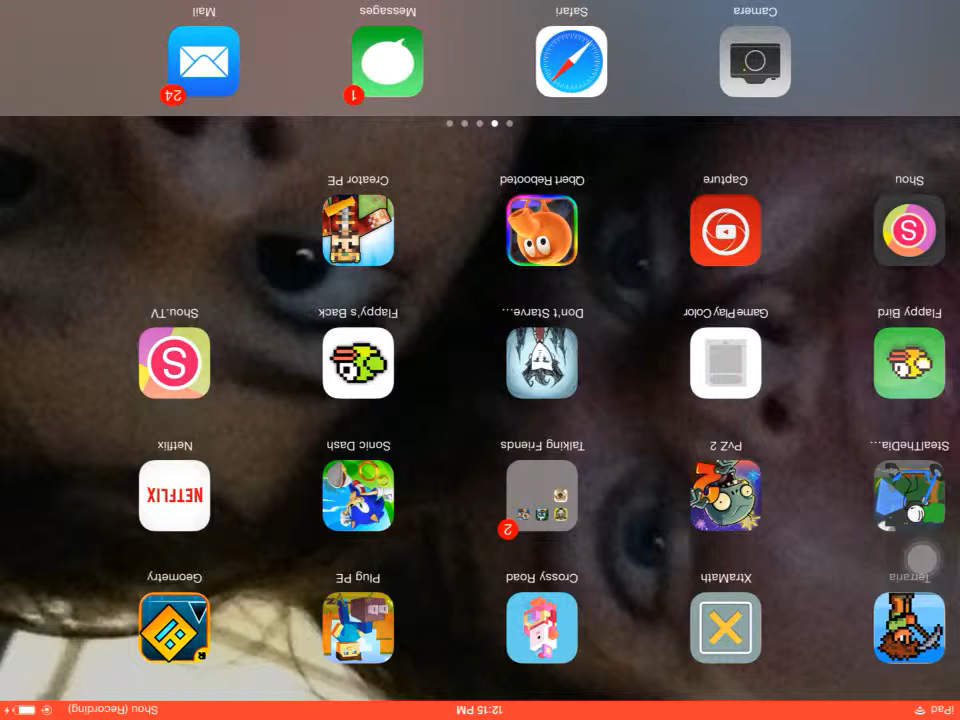 iPad 12:15 PM Shou (Recording)
Terraria XtraMath Crossy Road Plug PE Geometry
2 NETFLIX
StealTheDia... PvZ 2 Talking Friends Sonic Dash Netflix
S
Flappy Bird GamePlay Color Don't Starve... Flappy's Back Shou.TV
S
Shou Capture Qbert Rebooted Creator PE
1 24
Camera Safari Messages Mail